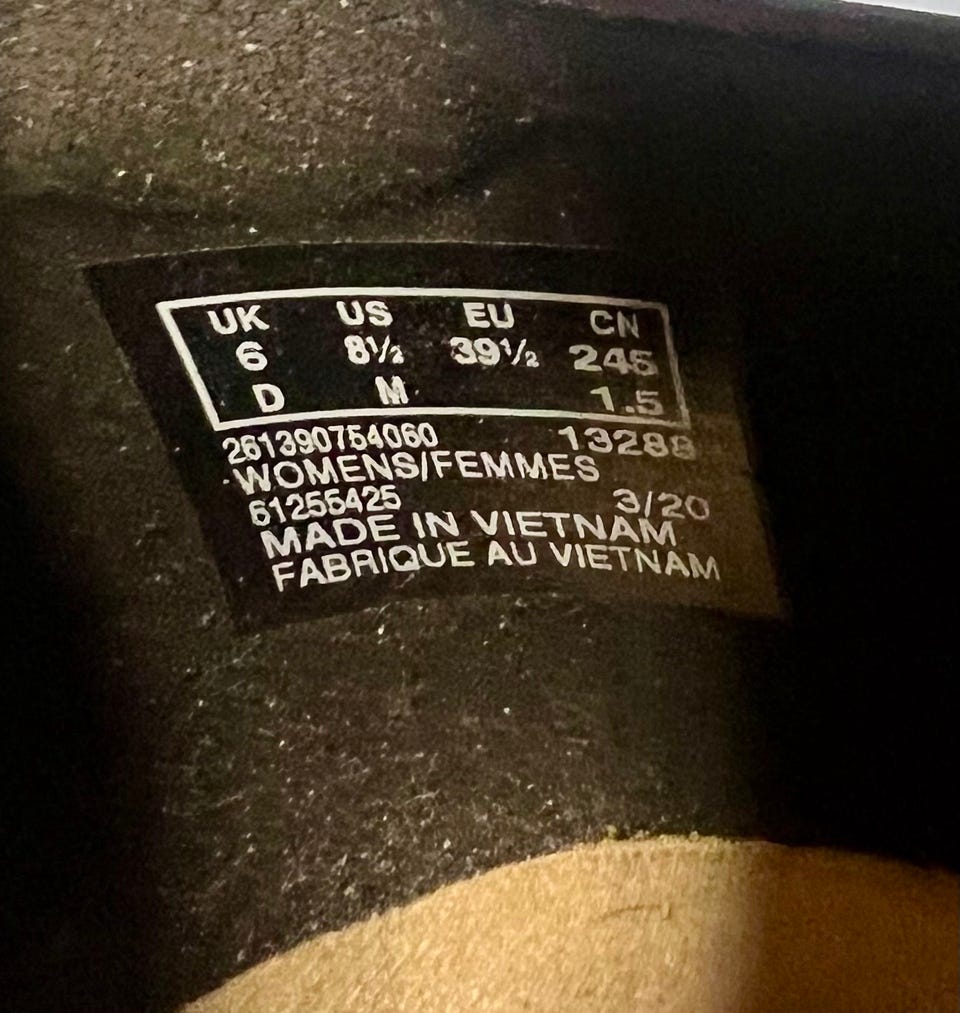 UK US EU CN
6 8½ 39½ 245
D M 1.5
261390754060 13288
WOMENS/FEMMES
61255425 3/20
MADE IN VIETNAM
FABRIQUE AU VIETNAM